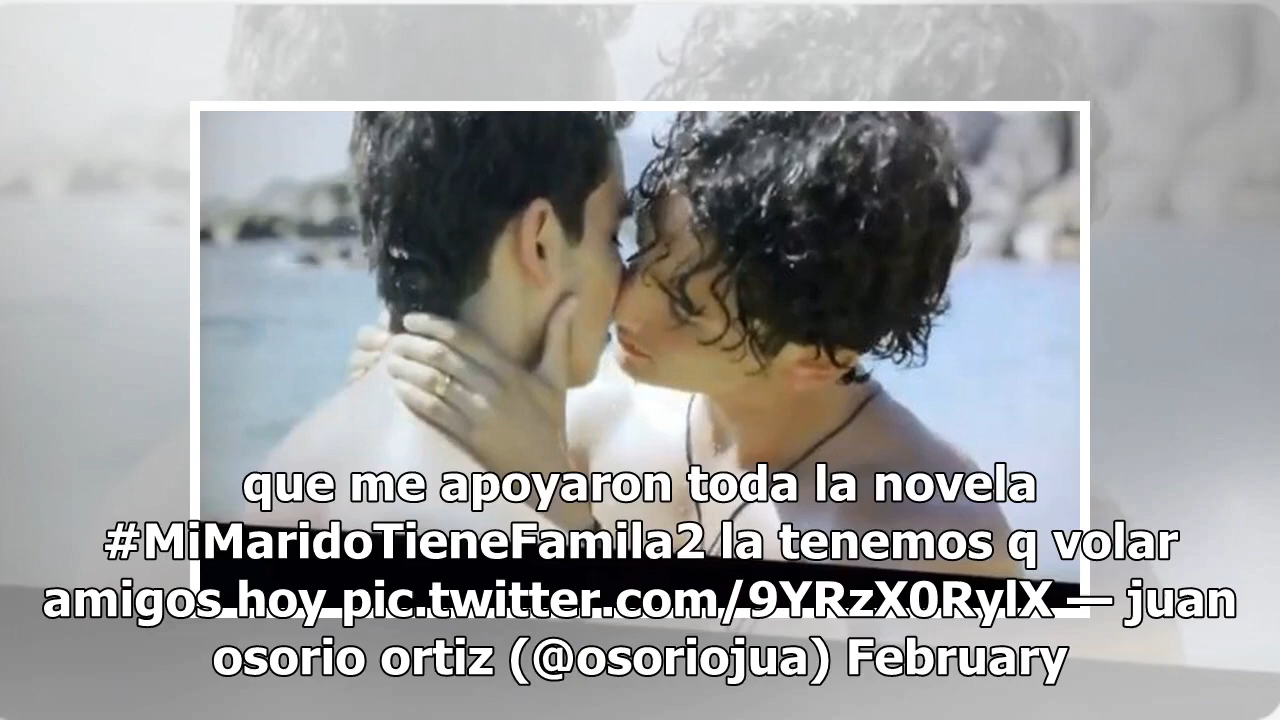 que me apoyaron toda la novela
#MiMaridoTieneFamila2 la tenemos q volar
amigos hoy pic.twitter.com/9YRzX0RylX — juan
osorio ortiz (@osoriojua) February